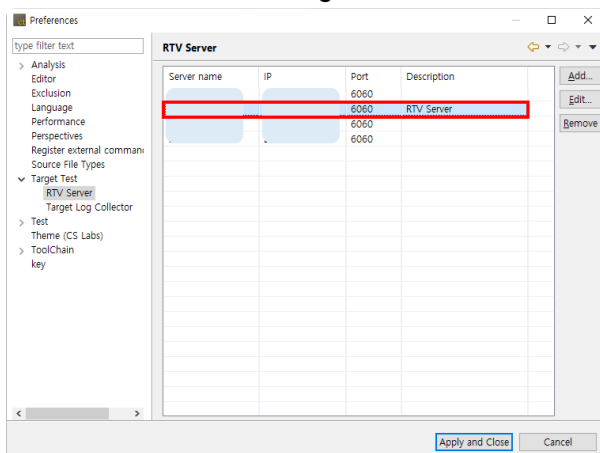 Preferences
type filter text
RTV Server
Analysis
Editor
Exclusion
Language
Performance
Perspectives
Register external comman
Source File Types
Target Test
RTV Server
Target Log Collector
Test
Theme (CS Labs)
ToolChain
key
Server name IP Port Description
6060
6060 RTV Server
6060
6060
Add...
Edit...
Remove
Apply and Close Cancel